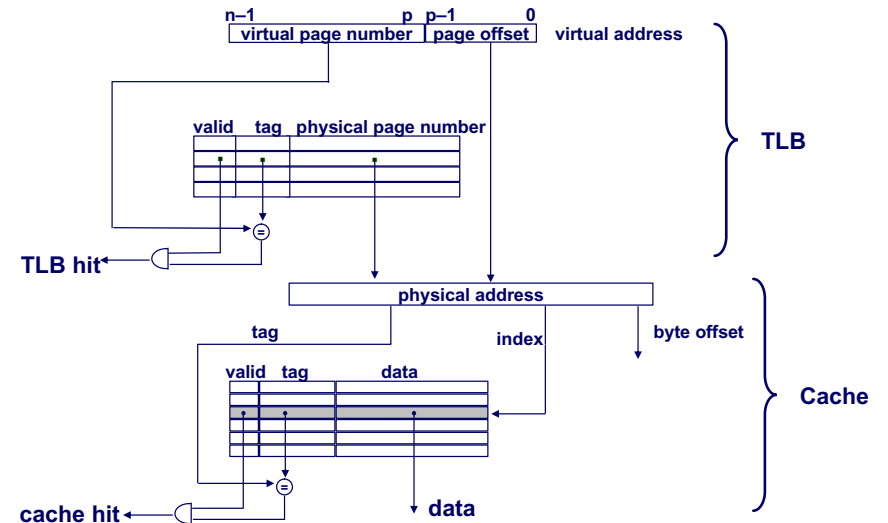 n–1 p p–1 0
virtual page number page offset virtual address
valid tag physical page number
TLB
=
TLB hit
physical address
tag
index
byte offset
valid tag data
Cache
=
cache hit
data